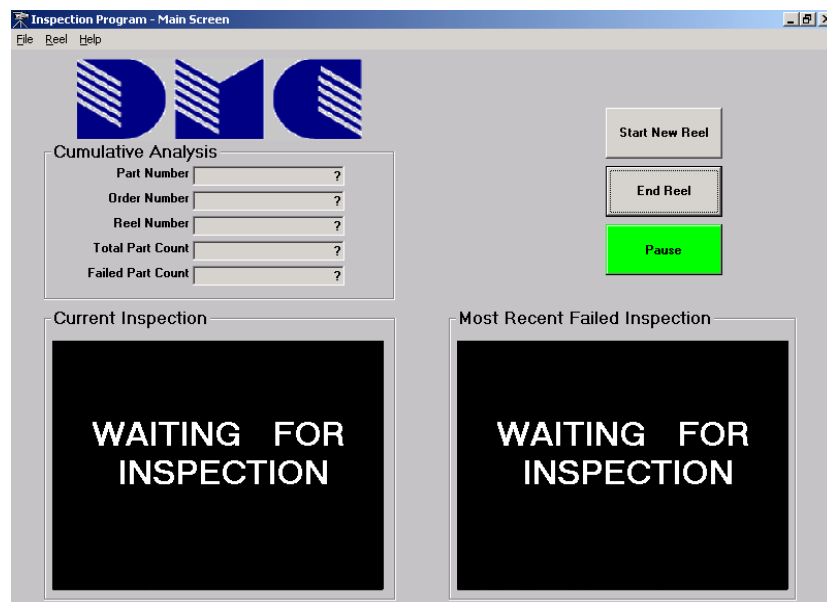 Inspection Program - Main Screen
File Reel Help
DMC
Cumulative Analysis
Part Number ?
Order Number ?
Reel Number ?
Total Part Count ?
Failed Part Count ?
Start New Reel
End Reel
Pause
Current Inspection
WAITING FOR
INSPECTION
Most Recent Failed Inspection
WAITING FOR
INSPECTION